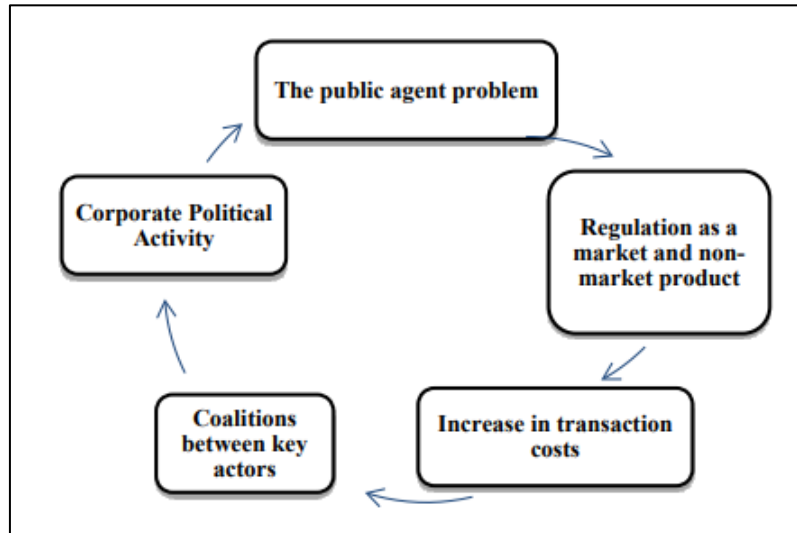 The public agent problem
Corporate Political
Activity
Regulation as a
market and non-
market product
Coalitions
between key
actors
Increase in transaction
costs